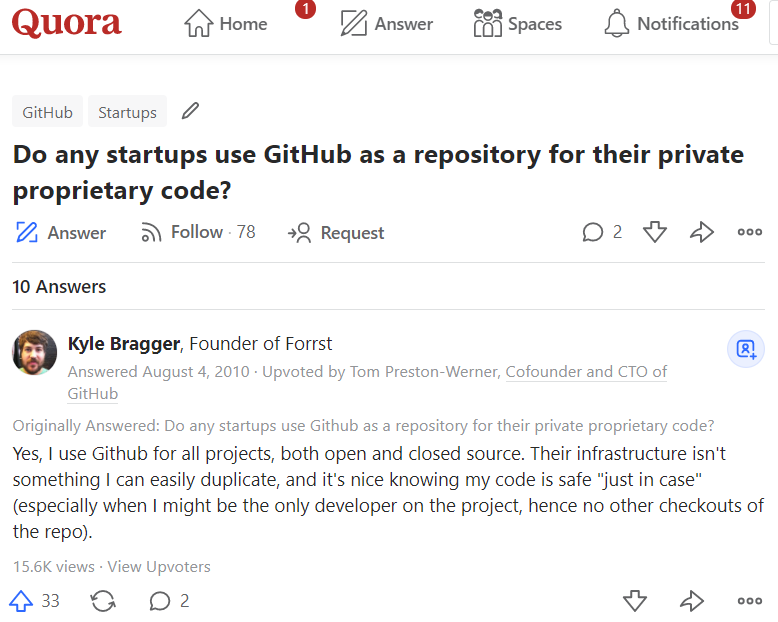 Quora
Home
1
Answer
Spaces
Notifications
11
GitHub
Startups
Do any startups use GitHub as a repository for their private
proprietary code?
Answer
Follow · 78
Request
2
10 Answers
Kyle Bragger, Founder of Forrst
Answered August 4, 2010 · Upvoted by Tom Preston-Werner, Cofounder and CTO of
GitHub
Originally Answered: Do any startups use Github as a repository for their private proprietary code?
Yes, I use Github for all projects, both open and closed source. Their infrastructure isn't
something I can easily duplicate, and it's nice knowing my code is safe "just in case"
(especially when I might be the only developer on the project, hence no other checkouts of
the repo).
15.6K views · View Upvoters
33
2